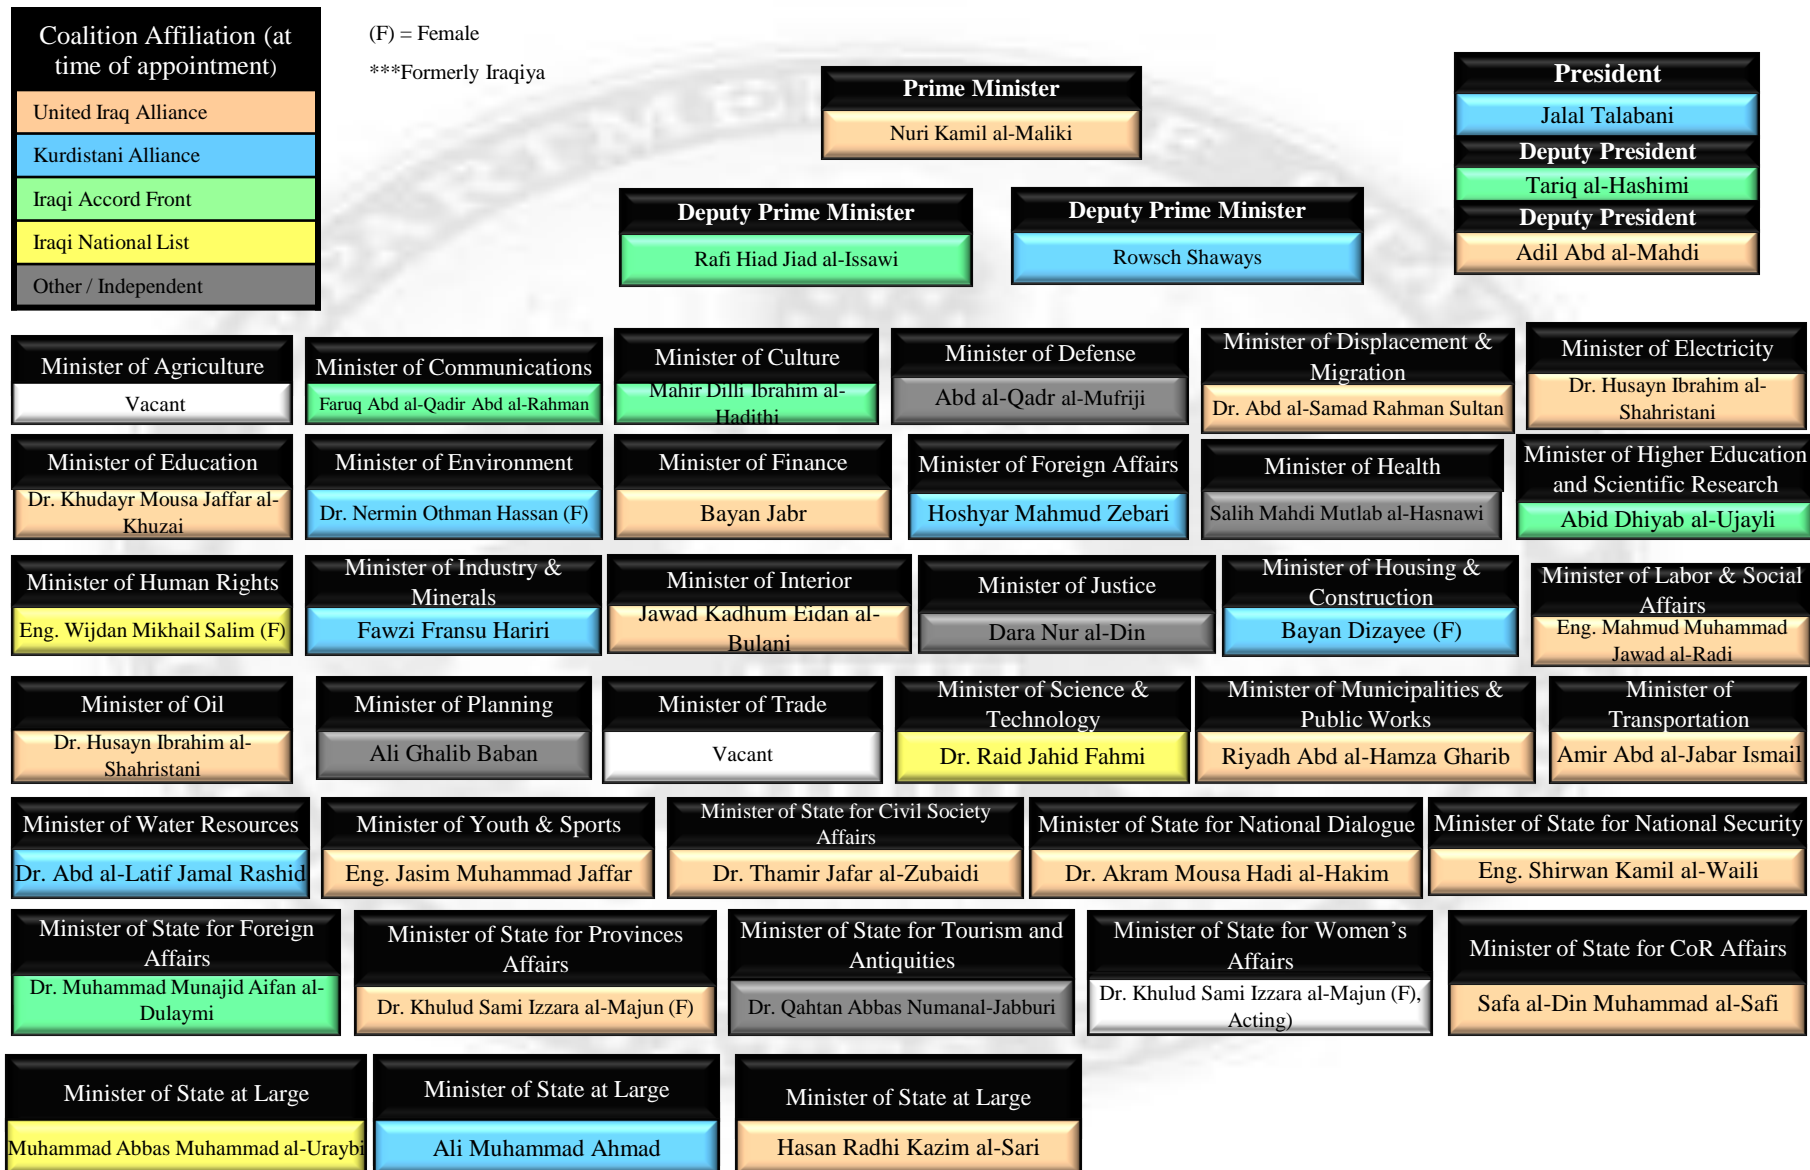 Coalition Affiliation (at
time of appointment)
United Iraq Alliance
Kurdistani Alliance
Iraqi Accord Front
Iraqi National List
Other / Independent
(F) = Female
***Formerly Iraqiya
Prime Minister
Nuri Kamil al-Maliki
President
Jalal Talabani
Deputy President
Tariq al-Hashimi
Deputy President
Adil Abd al-Mahdi
Deputy Prime Minister
Rafi Hiad Jiad al-Issawi
Deputy Prime Minister
Rowsch Shaways
Minister of Agriculture
Vacant
Minister of Communications
Faruq Abd al-Qadir Abd al-Rahman
Minister of Culture
Mahir Dilli Ibrahim al-
Hadithi
Minister of Defense
Abd al-Qadr al-Mufriji
Minister of Displacement &
Migration
Dr. Abd al-Samad Rahman Sultan
Minister of Electricity
Dr. Husayn Ibrahim al-
Shahristani
Minister of Education
Dr. Khudayr Mousa Jaffar al-
Khuzai
Minister of Environment
Dr. Nermin Othman Hassan (F)
Minister of Finance
Bayan Jabr
Minister of Foreign Affairs
Hoshyar Mahmud Zebari
Minister of Health
Salih Mahdi Mutlab al-Hasnawi
Minister of Higher Education
and Scientific Research
Abid Dhiyab al-Ujayli
Minister of Human Rights
Eng. Wijdan Mikhail Salim (F)
Minister of Industry &
Minerals
Fawzi Fransu Hariri
Minister of Interior
Jawad Kadhum Eidan al-
Bulani
Minister of Justice
Dara Nur al-Din
Minister of Housing &
Construction
Bayan Dizayee (F)
Minister of Labor & Social
Affairs
Eng. Mahmud Muhammad
Jawad al-Radi
Minister of Oil
Dr. Husayn Ibrahim al-
Shahristani
Minister of Planning
Ali Ghalib Baban
Minister of Trade
Vacant
Minister of Science &
Technology
Dr. Raid Jahid Fahmi
Minister of Municipalities &
Public Works
Riyadh Abd al-Hamza Gharib
Minister of
Transportation
Amir Abd al-Jabar Ismail
Minister of Water Resources
Dr. Abd al-Latif Jamal Rashid
Minister of Youth & Sports
Eng. Jasim Muhammad Jaffar
Minister of State for Civil Society
Affairs
Dr. Thamir Jafar al-Zubaidi
Minister of State for National Dialogue
Dr. Akram Mousa Hadi al-Hakim
Minister of State for National Security
Eng. Shirwan Kamil al-Waili
Minister of State for Foreign
Affairs
Dr. Muhammad Munajid Aifan al-
Dulaymi
Minister of State for Provinces
Affairs
Dr. Khulud Sami Izzara al-Majun (F)
Minister of State for Tourism and
Antiquities
Dr. Qahtan Abbas Numanal-Jabburi
Minister of State for Women's
Affairs
Dr. Khulud Sami Izzara al-Majun (F),
Acting)
Minister of State for CoR Affairs
Safa al-Din Muhammad al-Safi
Minister of State at Large
Muhammad Abbas Muhammad al-Uraybi
Minister of State at Large
Ali Muhammad Ahmad
Minister of State at Large
Hasan Radhi Kazim al-Sari